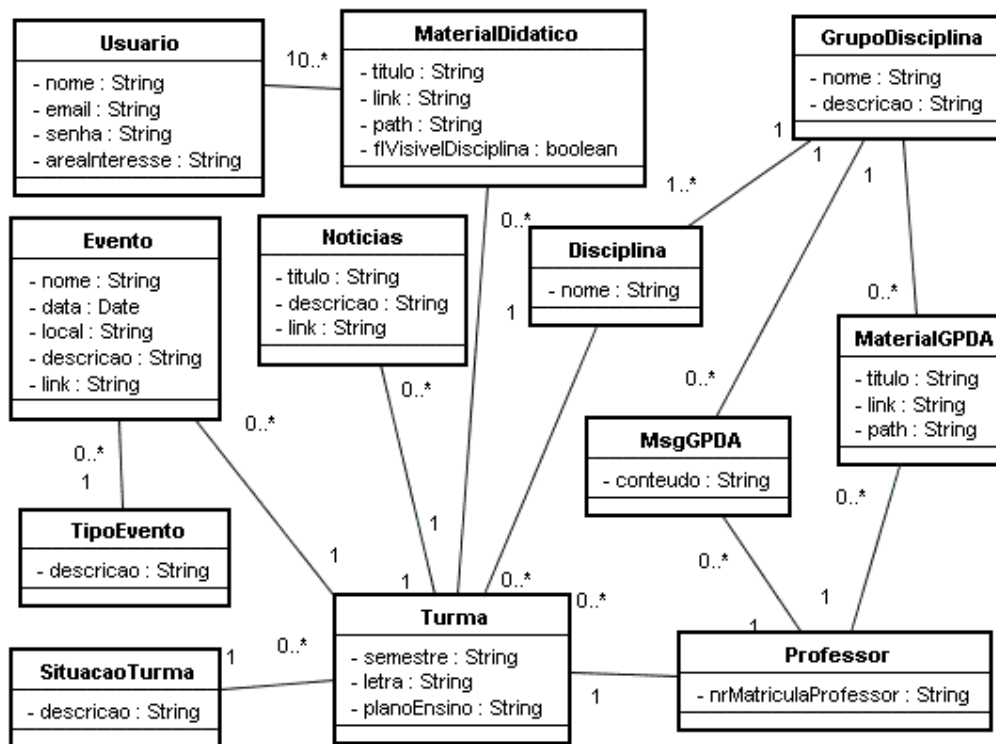 Usuario
- nome : String
- email : String
- senha : String
- areaInteresse : String
10..*
MaterialDidatico
- titulo : String
- link : String
- path : String
- flVisivelDisciplina : boolean
GrupoDisciplina
- nome : String
- descricao : String
1
1
1
1..*
0..*
Evento
- nome : String
- data : Date
- local : String
- descricao : String
- link : String
Noticias
- titulo : String
- descricao : String
- link : String
Disciplina
- nome : String
1
0..*
MaterialGPDA
- titulo : String
- link : String
- path : String
0..*
0..*
0..*
MsgGPDA
- conteudo : String
0..*
1
0..*
TipoEvento
- descricao : String
1
1
1
0..*
0..*
0..*
1
1
Turma
- semestre : String
- letra : String
- planoEnsino : String
0..*
1
SituacaoTurma
- descricao : String
1
Professor
- nrMatriculaProfessor : String